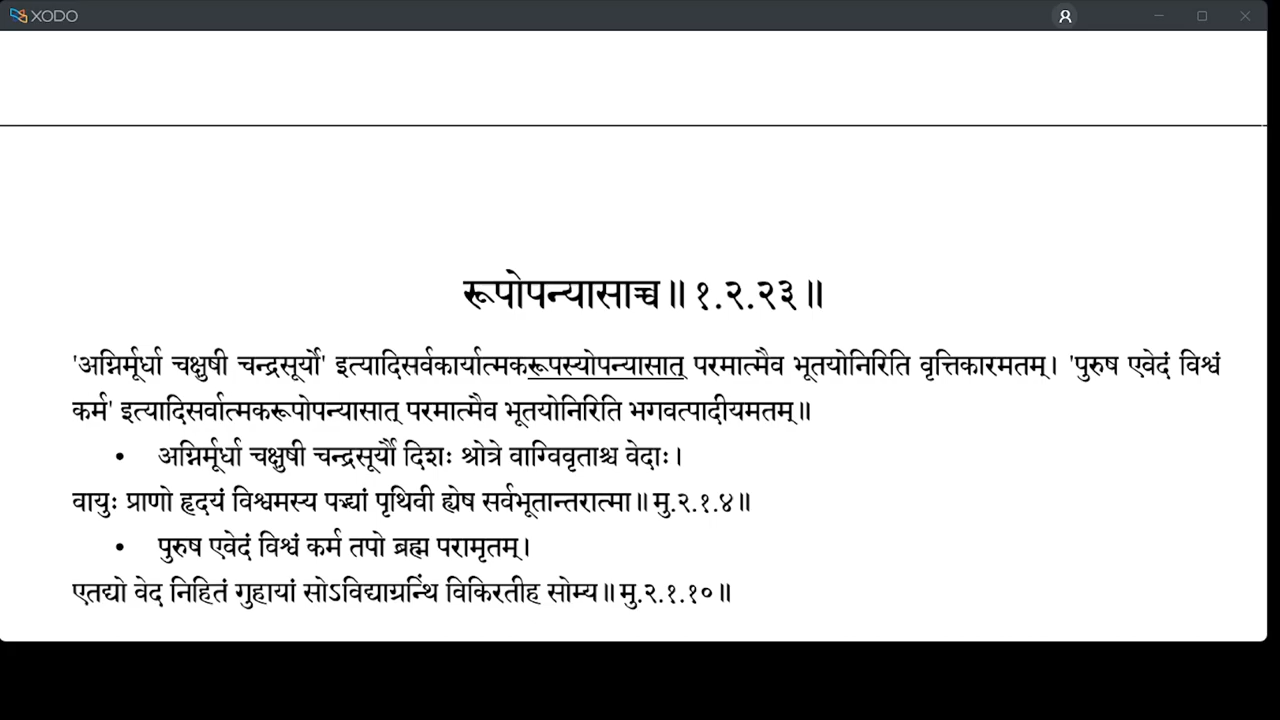 XODO
रूपोपन्यासाच्च॥ १.२.२३॥
'अग्निर्मूर्धा चक्षुषी चन्द्रसूर्यौ' इत्यादिसर्वकार्यात्मकरूपस्योपन्यासात् परमात्मैव भूतयोनिरिति वृत्तिकारमतम्। 'पुरुष एवेदं विश्वं
कर्म' इत्यादिसर्वात्मकरूपोपन्यासात् परमात्मैव भूतयोनिरिति भगवत्पादीयमतम्॥
• अग्निर्मूर्धा चक्षुषी चन्द्रसूर्यौ दिशः श्रोत्रे वाग्विवृताश्च वेदाः।
वायुः प्राणो हृदयं विश्वमस्य पद्भ्यां पृथिवी ह्येष सर्वभूतान्तरात्मा॥ मु.२.१.४॥
• पुरुष एवेदं विश्वं कर्म तपो ब्रह्म परामृतम्।
एतद्यो वेद निहितं गुहायां सोऽविद्याग्रन्थिं विकिरतीह सोम्य॥ मु.२.१.१०॥